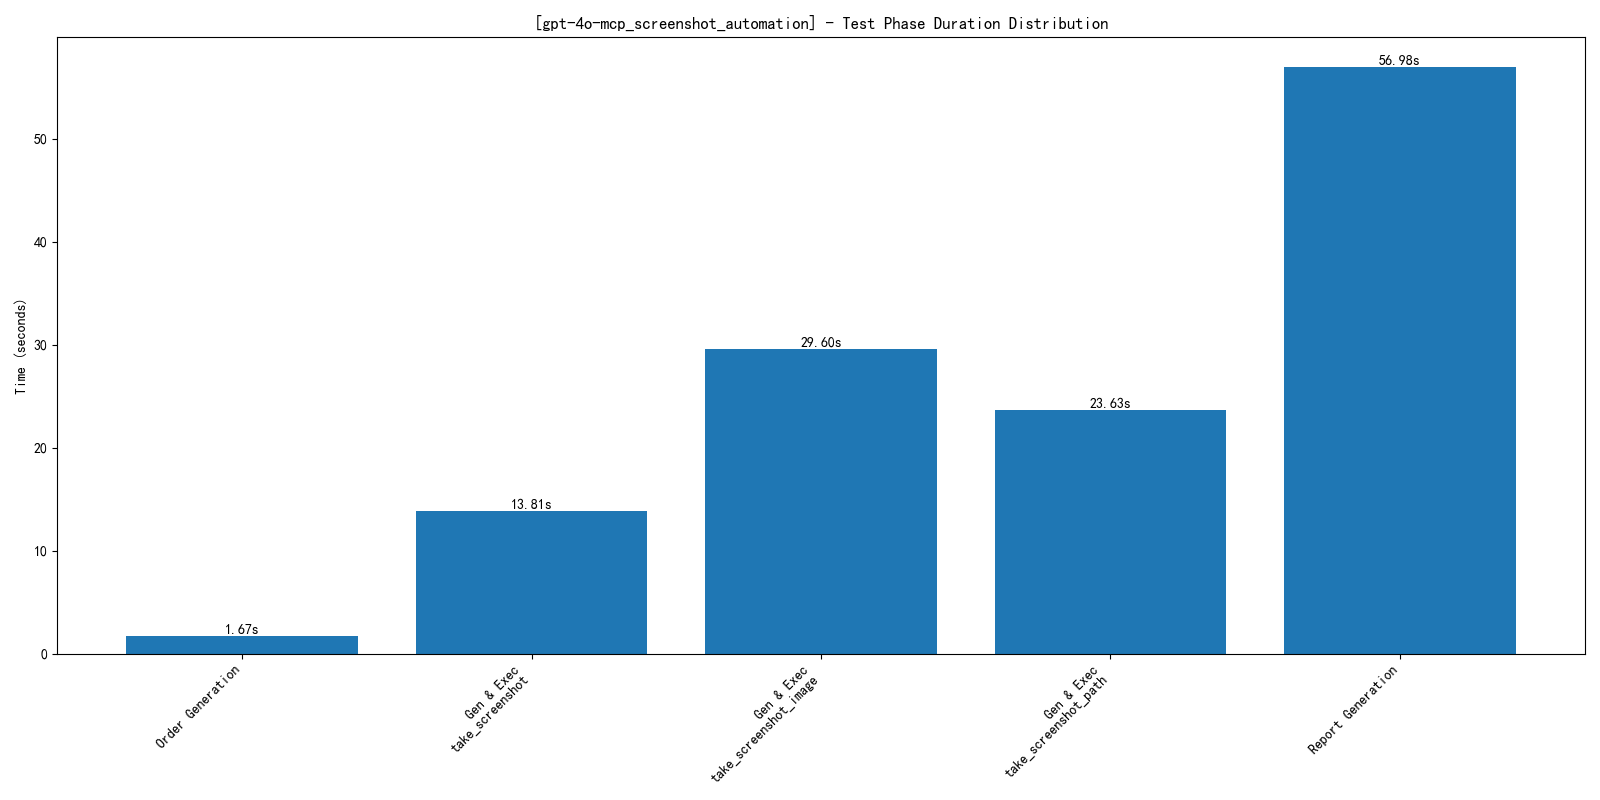 [gpt-4o-mcp_screenshot_automation] - Test Phase Duration Distribution
Time (seconds)
50
40
30
20
10
0
1.67s
13.81s
29.60s
23.63s
56.98s
Order Generation
Gen & Exec
take_screenshot
Gen & Exec
take_screenshot_image
Gen & Exec
take_screenshot_path
Report Generation